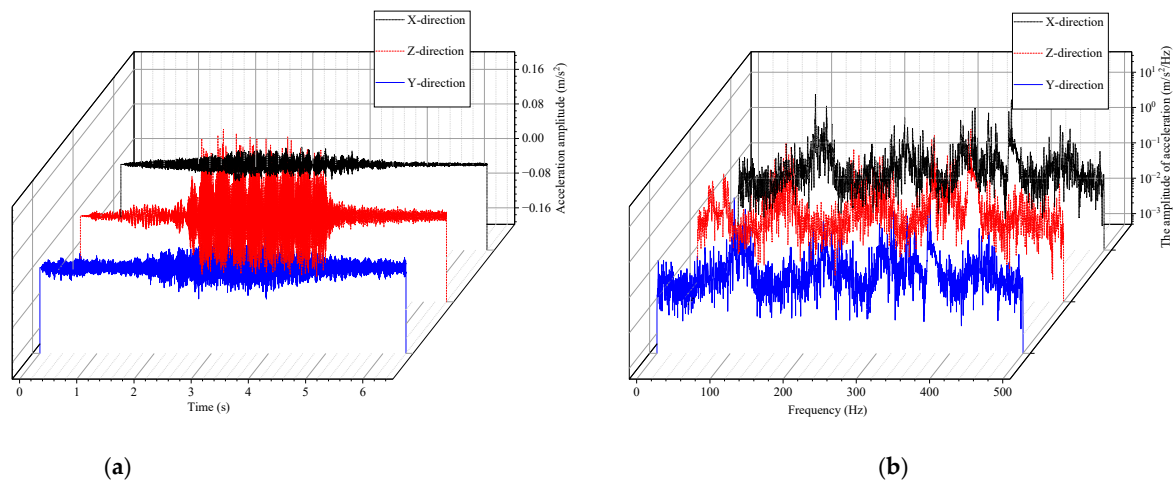 X-direction
Z-direction
Y-direction
0.16
0.08
0.00
−0.08
−0.16
Acceleration amplitude (m/s²)
0 1 2 3 4 5 6
Time (s)
(a)
X-direction
Z-direction
Y-direction
10²
10⁰
10⁻¹
10⁻²
10⁻³
The amplitude of acceleration (m/s²/Hz)
0 100 200 300 400 500
Frequency (Hz)
(b)